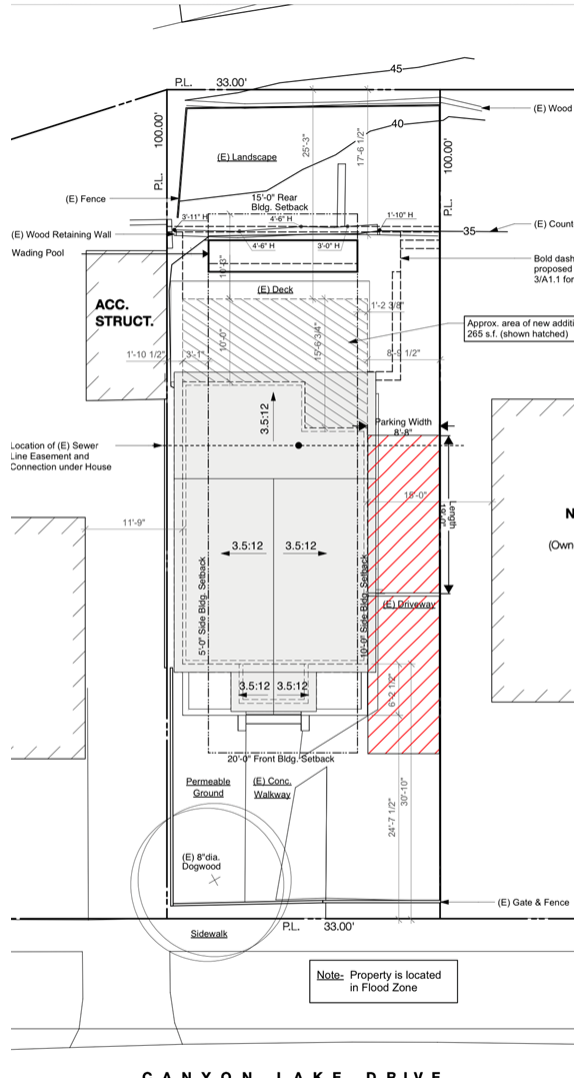 45
P.L.
33.00'
(E) Wood
40
100.00'
25'-3"
17'-6 1/2"
100.00'
(E) Landscape
P.L.
(E) Fence
15'-0" Rear
Bldg. Setback
P.L.
3'-11" H
4'-6" H
1'-10" H
(E) Count
35
(E) Wood Retaining Wall
4'-6" H
3'-0" H
Wading Pool
Bold dash
proposed
3/A1.1 for
(E) Deck
ACC.
STRUCT.
1'-2 3/8"
Approx. area of new additi
265 s.f. (shown hatched)
10'-0"
15'-6 3/4"
1'-10 1/2"
3'-1"
8'-9 1/2"
3.5:12
Parking Width
8'-8"
Location of (E) Sewer
Line Easement and
Connection under House
15'-0"
Length
19'-0"
N
(Own
11'-9"
3.5:12
3.5:12
5'-0" Side Bldg. Setback
10'-0" Side Bldg. Setback
(E) Driveway
3.5:12
3.5:12
6'-2 1/2"
20'-0" Front Bldg. Setback
Permeable
Ground
(E) Conc.
Walkway
24'-7 1/2"
30'-10"
(E) 8"dia.
Dogwood
(E) Gate & Fence
Sidewalk
P.L.
33.00'
Note- Property is located
in Flood Zone
CANYON LAKE DRIVE